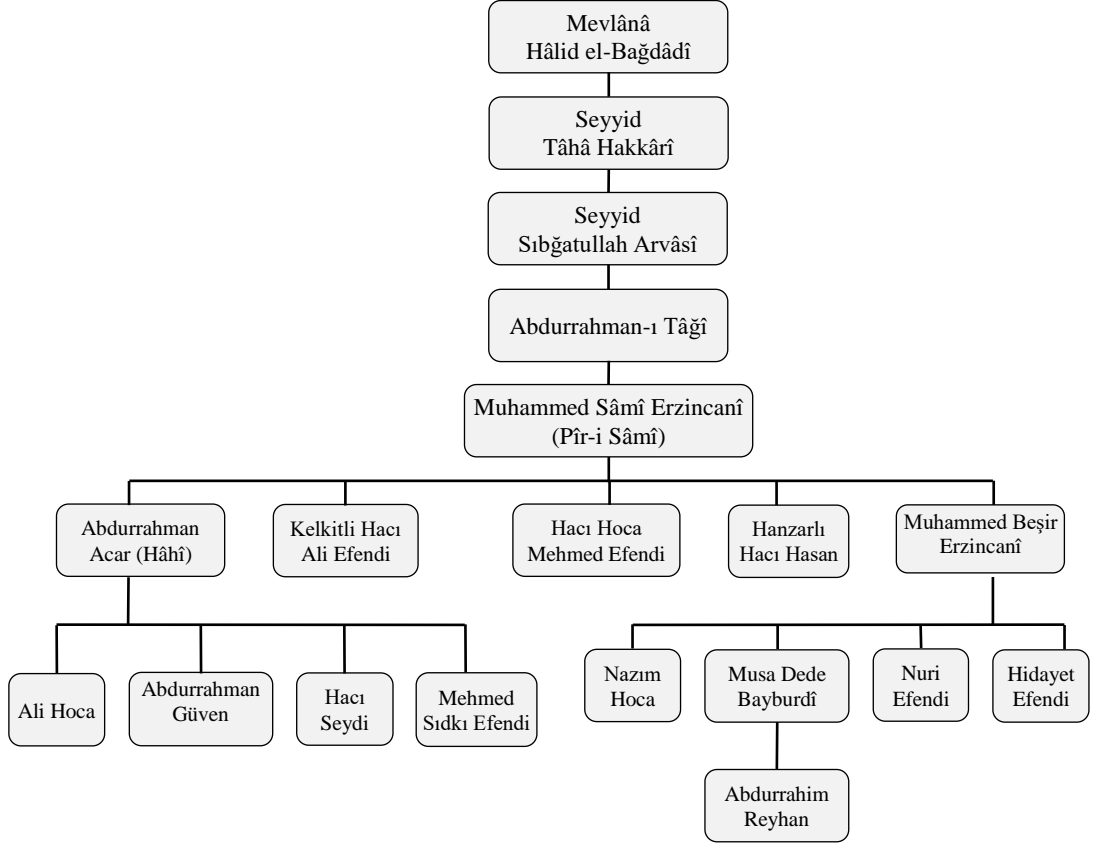 Mevlânâ
Hâlid el-Bağdâdî
Seyyid
Tâhâ Hakkârî
Seyyid
Sıbğatullah Arvâsî
Abdurrahman-ı Tâğî
Muhammed Sâmî Erzincanî
(Pîr-i Sâmî)
Abdurrahman
Acar (Hâhî)
Kelkitli Hacı
Ali Efendi
Hacı Hoca
Mehmed Efendi
Hanzarlı
Hacı Hasan
Muhammed Beşir
Erzincanî
Ali Hoca
Abdurrahman
Güven
Hacı
Seydi
Mehmed
Sıdkı Efendi
Nazım
Hoca
Musa Dede
Bayburdî
Nuri
Efendi
Hidayet
Efendi
Abdurrahim
Reyhan